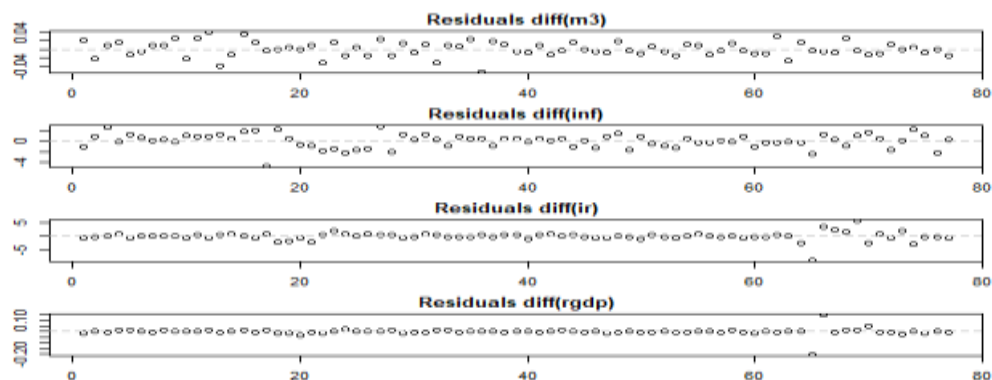 Residuals diff(m3)
0.04
-0.04
0 20 40 60 80
Residuals diff(inf)
0
-4
0 20 40 60 80
Residuals diff(ir)
5
-5
0 20 40 60 80
Residuals diff(rgdp)
0.10
-0.20
0 20 40 60 80